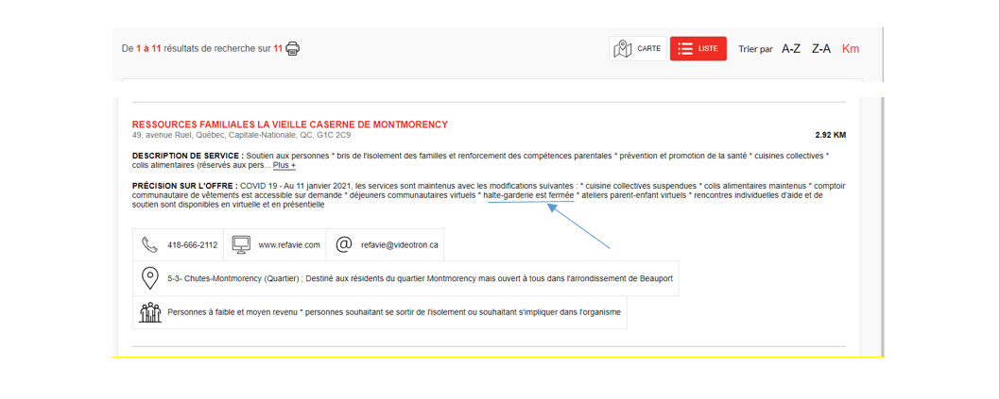 De 1 à 11 résultats de recherche sur 11
CARTE
LISTE
Trier par A-Z Z-A Km
RESSOURCES FAMILIALES LA VIEILLE CASERNE DE MONTMORENCY
49, avenue Ruel, Québec, Capitale-Nationale, QC, G1C 2C9
2.92 KM
DESCRIPTION DE SERVICE : Soutien aux personnes * bris de l'isolement des familles et renforcement des compétences parentales * prévention et promotion de la santé * cuisines collectives *
colis alimentaires (réservés aux pers... Plus +
PRÉCISION SUR L'OFFRE : COVID 19 - Au 11 janvier 2021, les services sont maintenus avec les modifications suivantes : * cuisine collectives suspendues * colis alimentaires maintenus * comptoir
communautaire de vêtements est accessible sur demande * déjeuners communautaires virtuels * halte-garderie est fermée * ateliers parent-enfant virtuels * rencontres individuelles d'aide et de
soutien sont disponibles en virtuelle et en présentielle
418-666-2112
www.refavie.com
@ refavie@videotron.ca
5-3- Chutes-Montmorency (Quartier) ; Destiné aux résidents du quartier Montmorency mais ouvert à tous dans l'arrondissement de Beauport
Personnes à faible et moyen revenu * personnes souhaitant se sortir de l'isolement ou souhaitant s'impliquer dans l'organisme